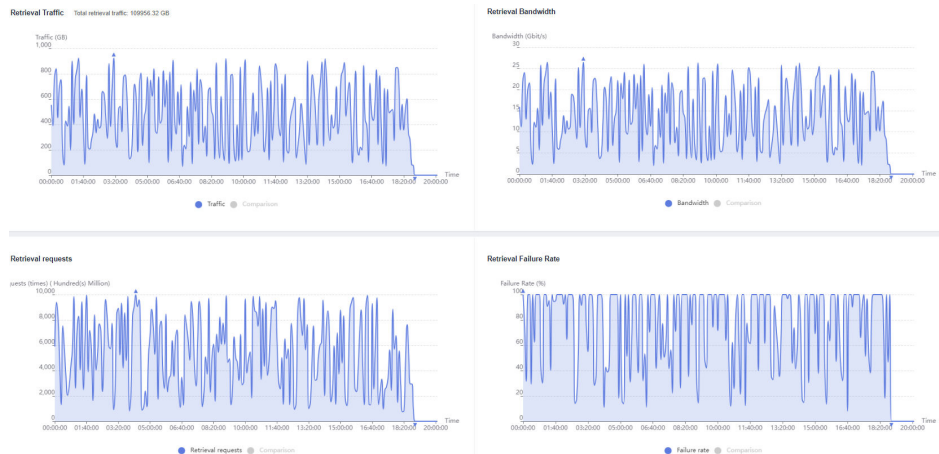 Retrieval Traffic Total retrieval traffic: 109956.32 GB
Traffic (GB)
1,000
800
600
400
200
0
00:00:00 01:40:00 03:20:00 05:00:00 06:40:00 08:20:00 10:00:00 11:40:00 13:20:00 15:00:00 16:40:00 18:20:00 20:00:00
Time
Traffic Comparison
Retrieval Bandwidth
Bandwidth (Gbit/s)
30
25
20
15
10
5
0
00:00:00 01:40:00 03:20:00 05:00:00 06:40:00 08:20:00 10:00:00 11:40:00 13:20:00 15:00:00 16:40:00 18:20:00 20:00:00
Time
Bandwidth Comparison
Retrieval requests
uests (times) ( Hundred(s) Million)
10,000
8,000
6,000
4,000
2,000
0
00:00:00 01:40:00 03:20:00 05:00:00 06:40:00 08:20:00 10:00:00 11:40:00 13:20:00 15:00:00 16:40:00 18:20:00 20:00:00
Time
Retrieval requests Comparison
Retrieval Failure Rate
Failure Rate (%)
100
80
60
40
20
0
00:00:00 01:40:00 03:20:00 05:00:00 06:40:00 08:20:00 10:00:00 11:40:00 13:20:00 15:00:00 16:40:00 18:20:00 20:00:00
Time
Failure rate Comparison